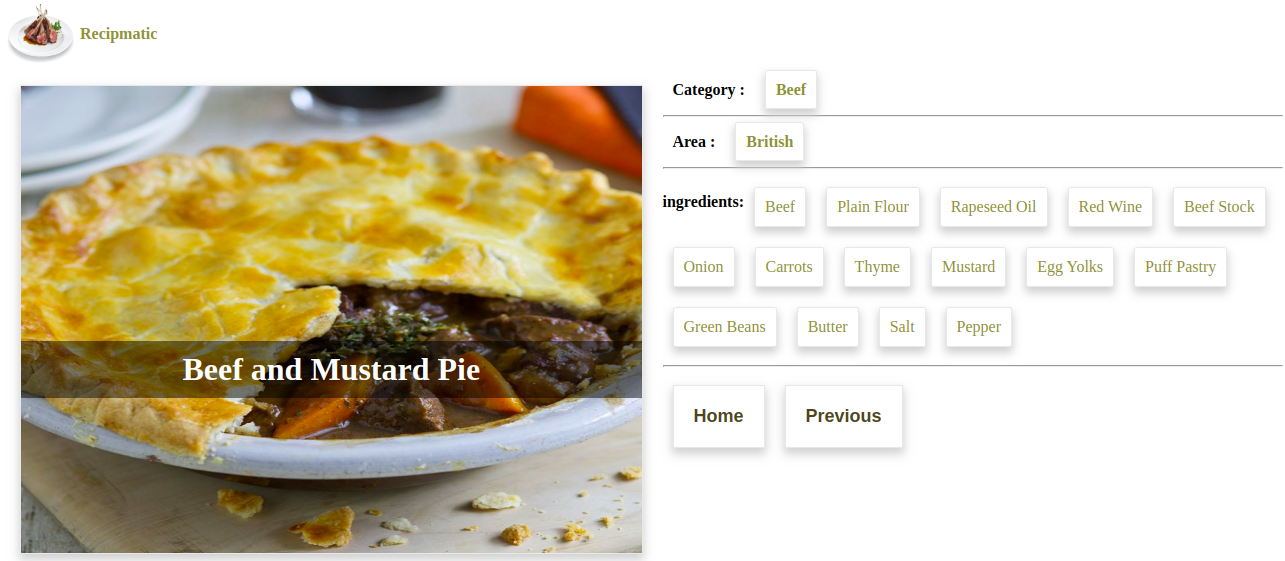 Recipmatic
Beef and Mustard Pie
Category : Beef
Area : British
ingredients: Beef Plain Flour Rapeseed Oil Red Wine Beef Stock
Onion Carrots Thyme Mustard Egg Yolks Puff Pastry
Green Beans Butter Salt Pepper
Home Previous